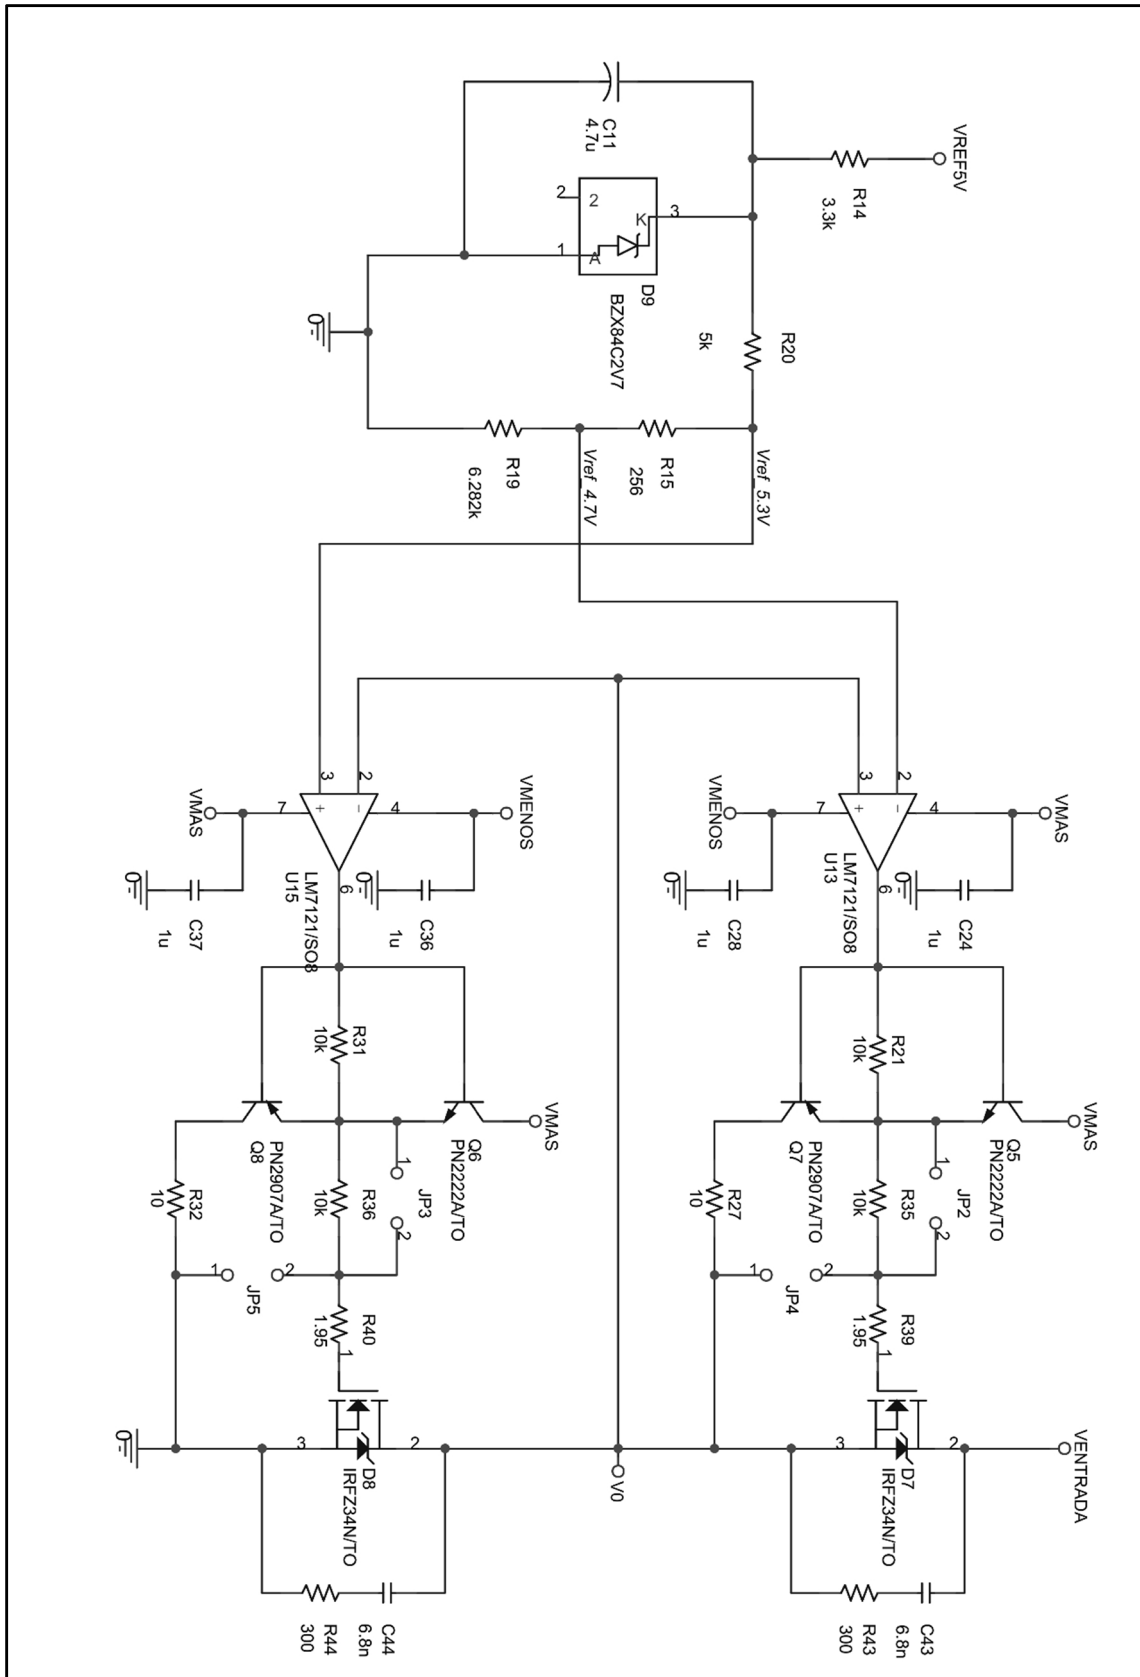 VREF5V
R14
3.3k
C11
4.7u
2
2
K
3
1
A
D9
BZX84C2V7
R20
5k
0
R19
6.282k
R15
256
Vref_4.7V
Vref_5.3V
3
2
+
-
7
4
VMAS
VMENOS
LM7121/SO8
U15
6
0
C37
1u
0
C36
1u
3
2
+
-
7
4
VMENOS
VMAS
LM7121/SO8
U13
6
0
C28
1u
0
C24
1u
R31
10k
VMAS
Q6
PN2222A/TO
Q8
PN2907A/TO
R32
10
R36
10k
1
JP3
2
1
JP5
2
R40
1.95
1
R21
10k
VMAS
Q5
PN2222A/TO
Q7
PN2907A/TO
R27
10
R35
10k
1
JP2
2
1
JP4
2
R39
1.95
1
0
3
2
D8
IRFZ34N/TO
V0
3
2
D7
IRFZ34N/TO
VENTRADA
R44
300
C44
6.8n
R43
300
C43
6.8n